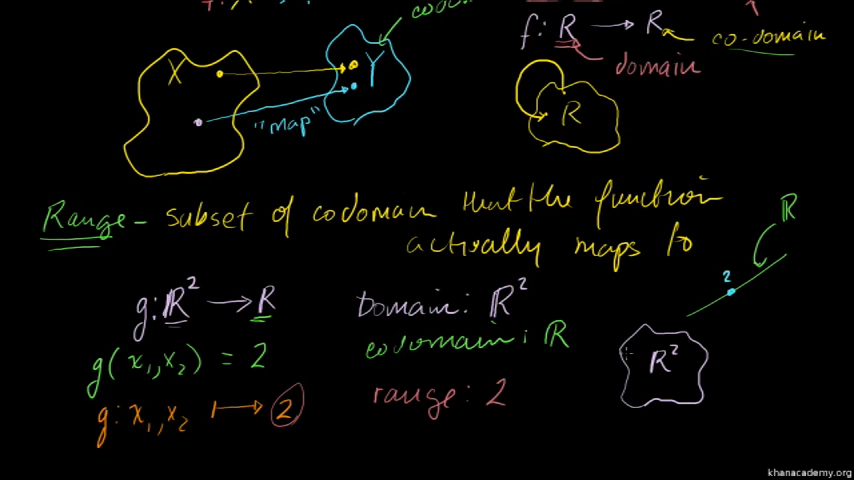 f: R → R
co-domain
domain
X
Y
"map"
R
Range - subset of codomain that the function
actually maps to
R
g: R² → R
Domain: R²
2
g(x₁,x₂) = 2
codomain: R
R²
g: x₁,x₂ ↦ 2
range: 2
khanacademy.org